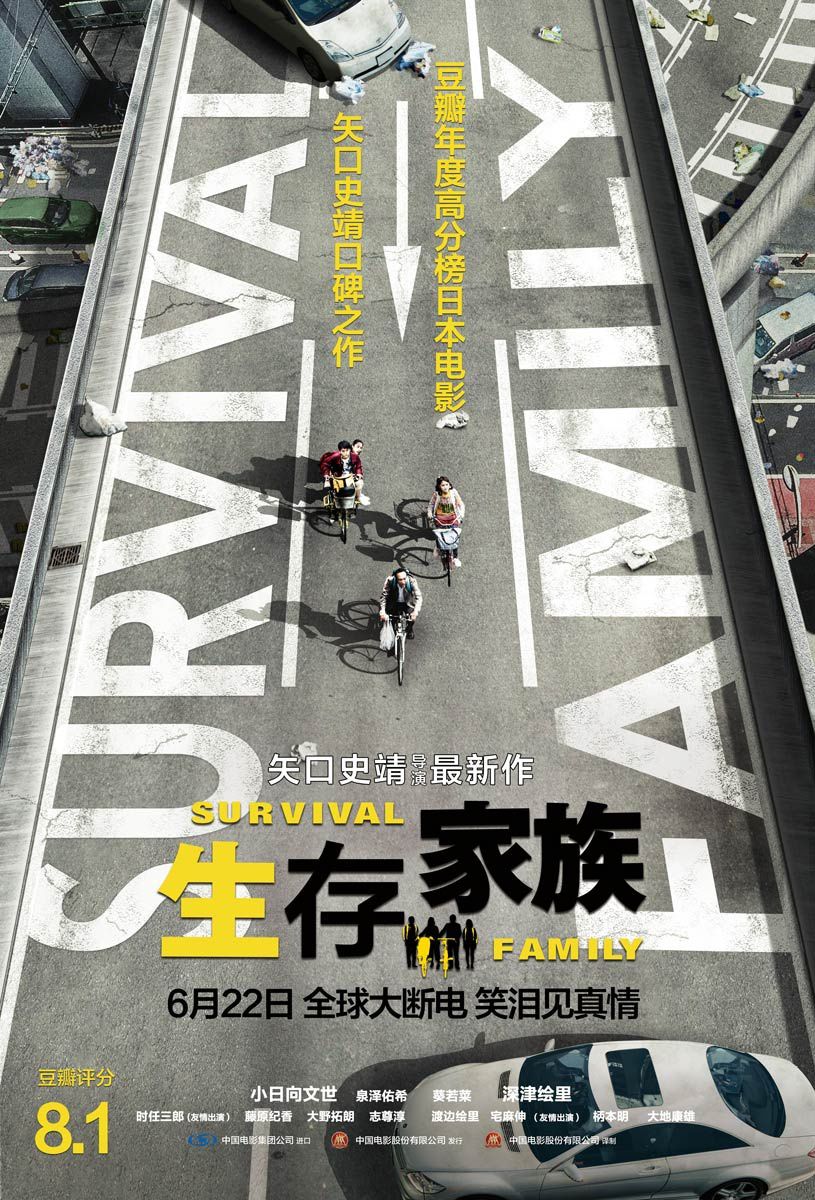 SURVIVAL
FAMILY
豆瓣年度高分榜日本电影
矢口史靖口碑之作
矢口史靖导演最新作
SURVIVAL
生存家族
FAMILY
6月22日 全球大断电 笑泪见真情
豆瓣评分
8.1
小日向文世 泉泽佑希 葵若菜 深津绘里
时任三郎(友情出演) 藤原纪香 大野拓朗 志尊淳 渡边绘里 宅麻伸(友情出演) 柄本明 大地康雄
中国电影集团公司 进口 中国电影股份有限公司 发行 中国电影股份有限公司 译制